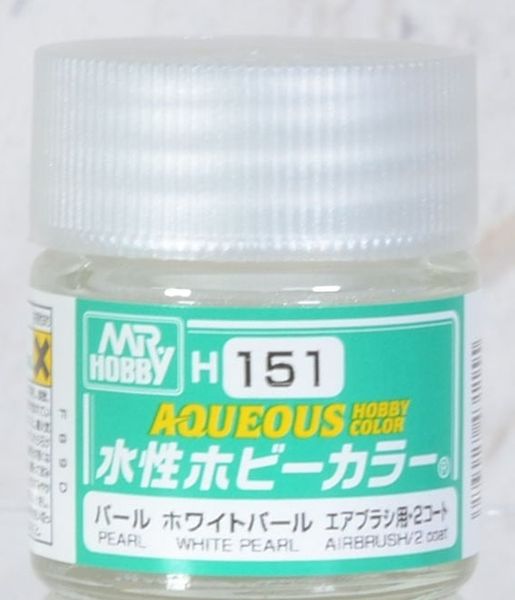 MR HOBBY
H 151
AQUEOUS HOBBY COLOR
水性ホビーカラー®
パール ホワイトパール エアブラシ用・2コート
PEARL WHITE PEARL AIRBRUSH/2 coat